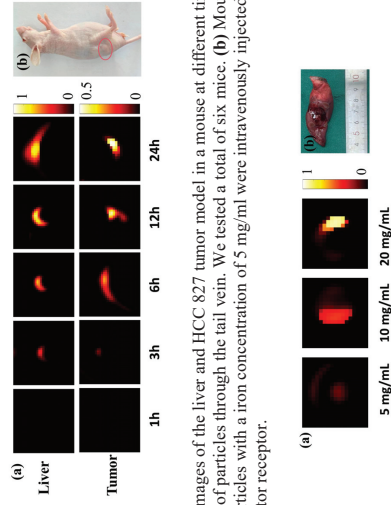 (a)
(b)
Liver
1
0
Tumor
0.5
0
1h 3h 6h 12h 24h
mages of the liver and HCC 827 tumor model in a mouse at different ti
of particles through the tail vein. We tested a total of six mice. (b) Mou
rticles with a iron concentration of 5 mg/ml were intravenously injected
tor receptor.
(a)
(b)
1
0
5 mg/mL 10 mg/mL 20 mg/mL